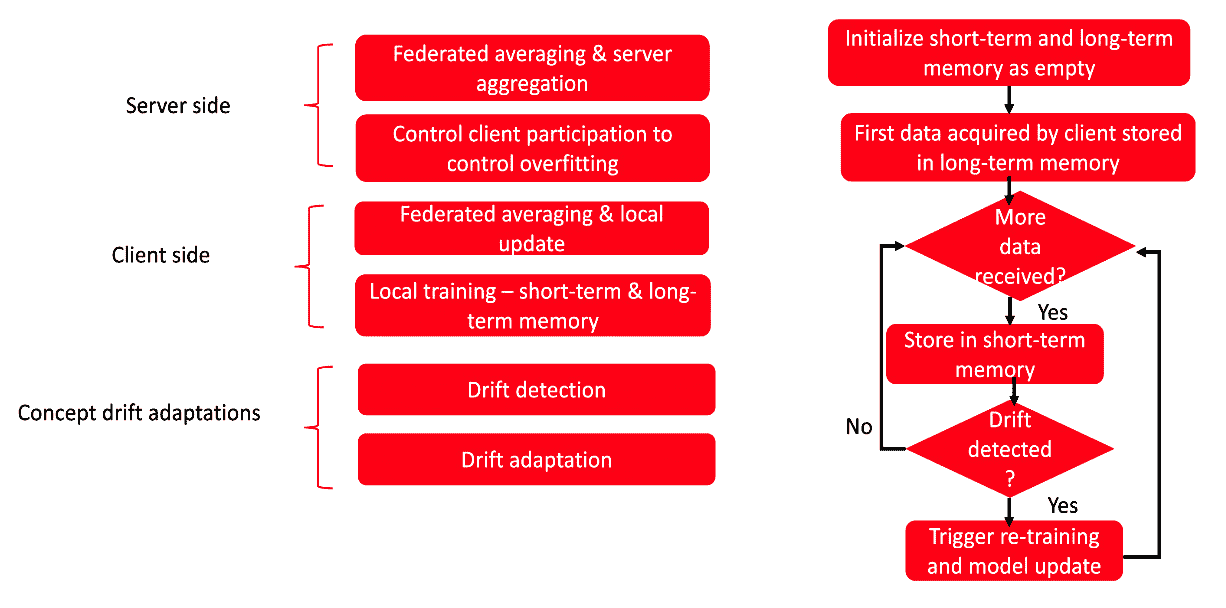 Server side
Federated averaging & server
aggregation
Control client participation to
control overfitting
Client side
Federated averaging & local
update
Local training – short-term & long-
term memory
Concept drift adaptations
Drift detection
Drift adaptation
Initialize short-term and long-term
memory as empty
First data acquired by client stored
in long-term memory
More
data
received?
Yes
Store in short-term
memory
Drift
detected
?
No
Yes
Trigger re-training
and model update